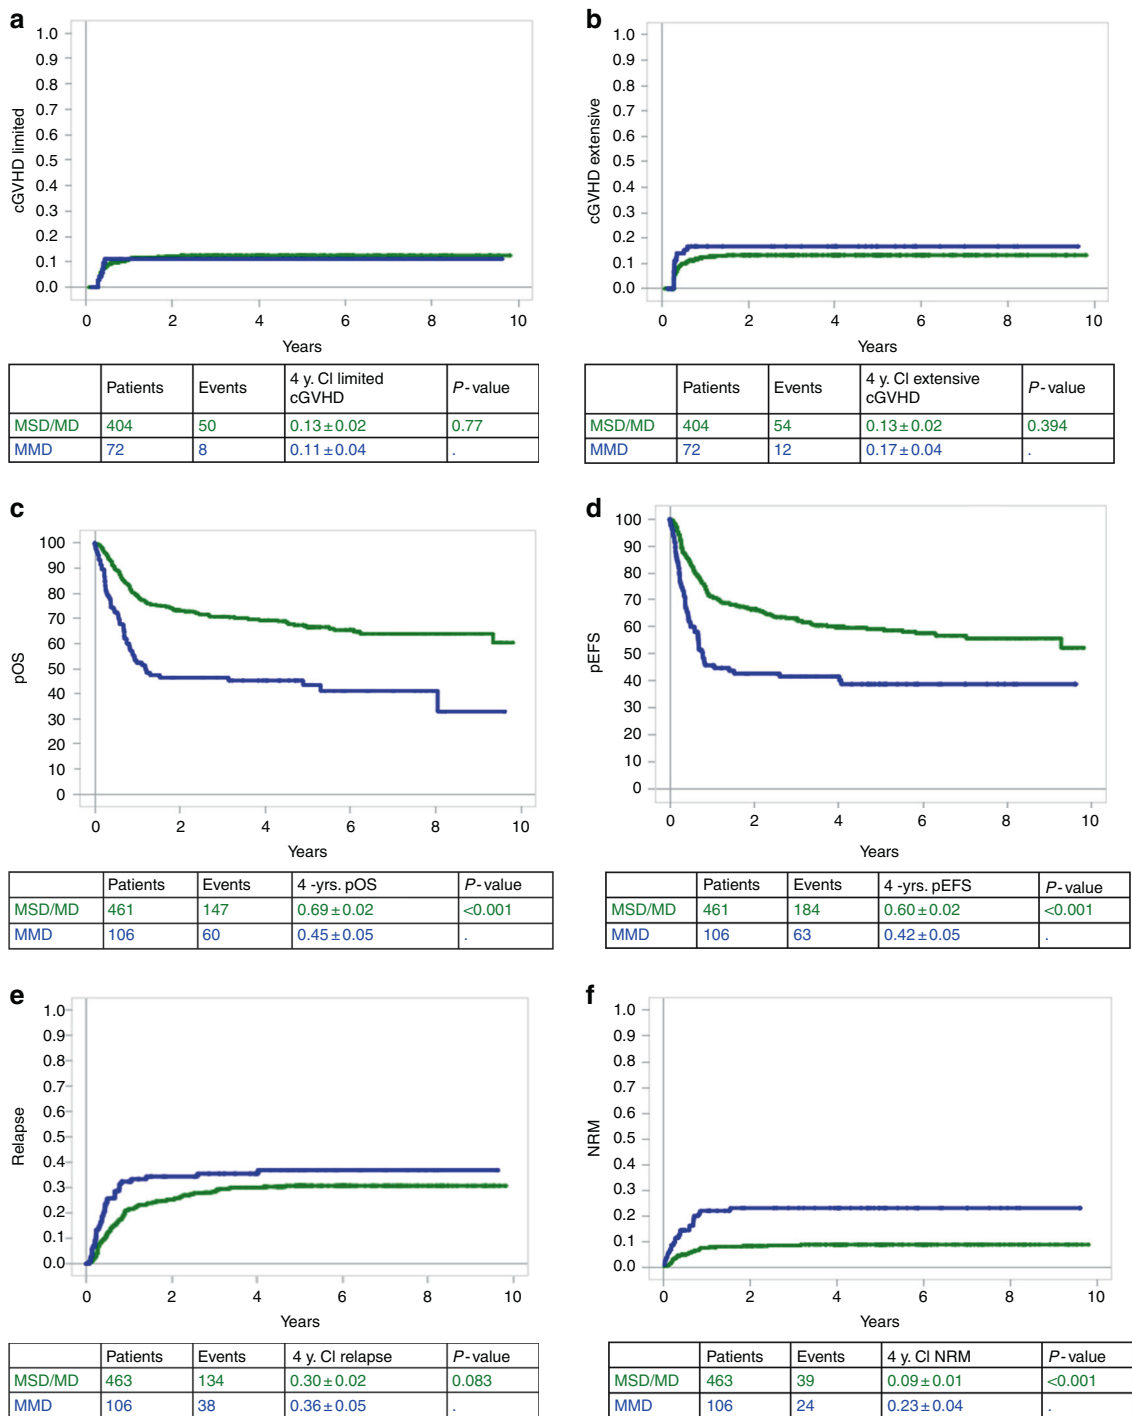 a
cGVHD limited
1.0
0.9
0.8
0.7
0.6
0.5
0.4
0.3
0.2
0.1
0.0
0 2 4 6 8 10
Years
Patients Events 4 y. CI limited cGVHD P-value
MSD/MD 404 50 0.13±0.02 0.77
MMD 72 8 0.11±0.04 .
b
cGVHD extensive
1.0
0.9
0.8
0.7
0.6
0.5
0.4
0.3
0.2
0.1
0.0
0 2 4 6 8 10
Years
Patients Events 4 y. CI extensive cGVHD P-value
MSD/MD 404 54 0.13±0.02 0.394
MMD 72 12 0.17±0.04 .
c
pOS
100
90
80
70
60
50
40
30
20
10
0
0 2 4 6 8 10
Years
Patients Events 4 -yrs. pOS P-value
MSD/MD 461 147 0.69±0.02 <0.001
MMD 106 60 0.45±0.05 .
d
pEFS
100
90
80
70
60
50
40
30
20
10
0
0 2 4 6 8 10
Years
Patients Events 4 -yrs. pEFS P-value
MSD/MD 461 184 0.60±0.02 <0.001
MMD 106 63 0.42±0.05 .
e
Relapse
1.0
0.9
0.8
0.7
0.6
0.5
0.4
0.3
0.2
0.1
0.0
0 2 4 6 8 10
Years
Patients Events 4 y. CI relapse P-value
MSD/MD 463 134 0.30±0.02 0.083
MMD 106 38 0.36±0.05 .
f
NRM
1.0
0.9
0.8
0.7
0.6
0.5
0.4
0.3
0.2
0.1
0.0
0 2 4 6 8 10
Years
Patients Events 4 y. CI NRM P-value
MSD/MD 463 39 0.09±0.01 <0.001
MMD 106 24 0.23±0.04 .